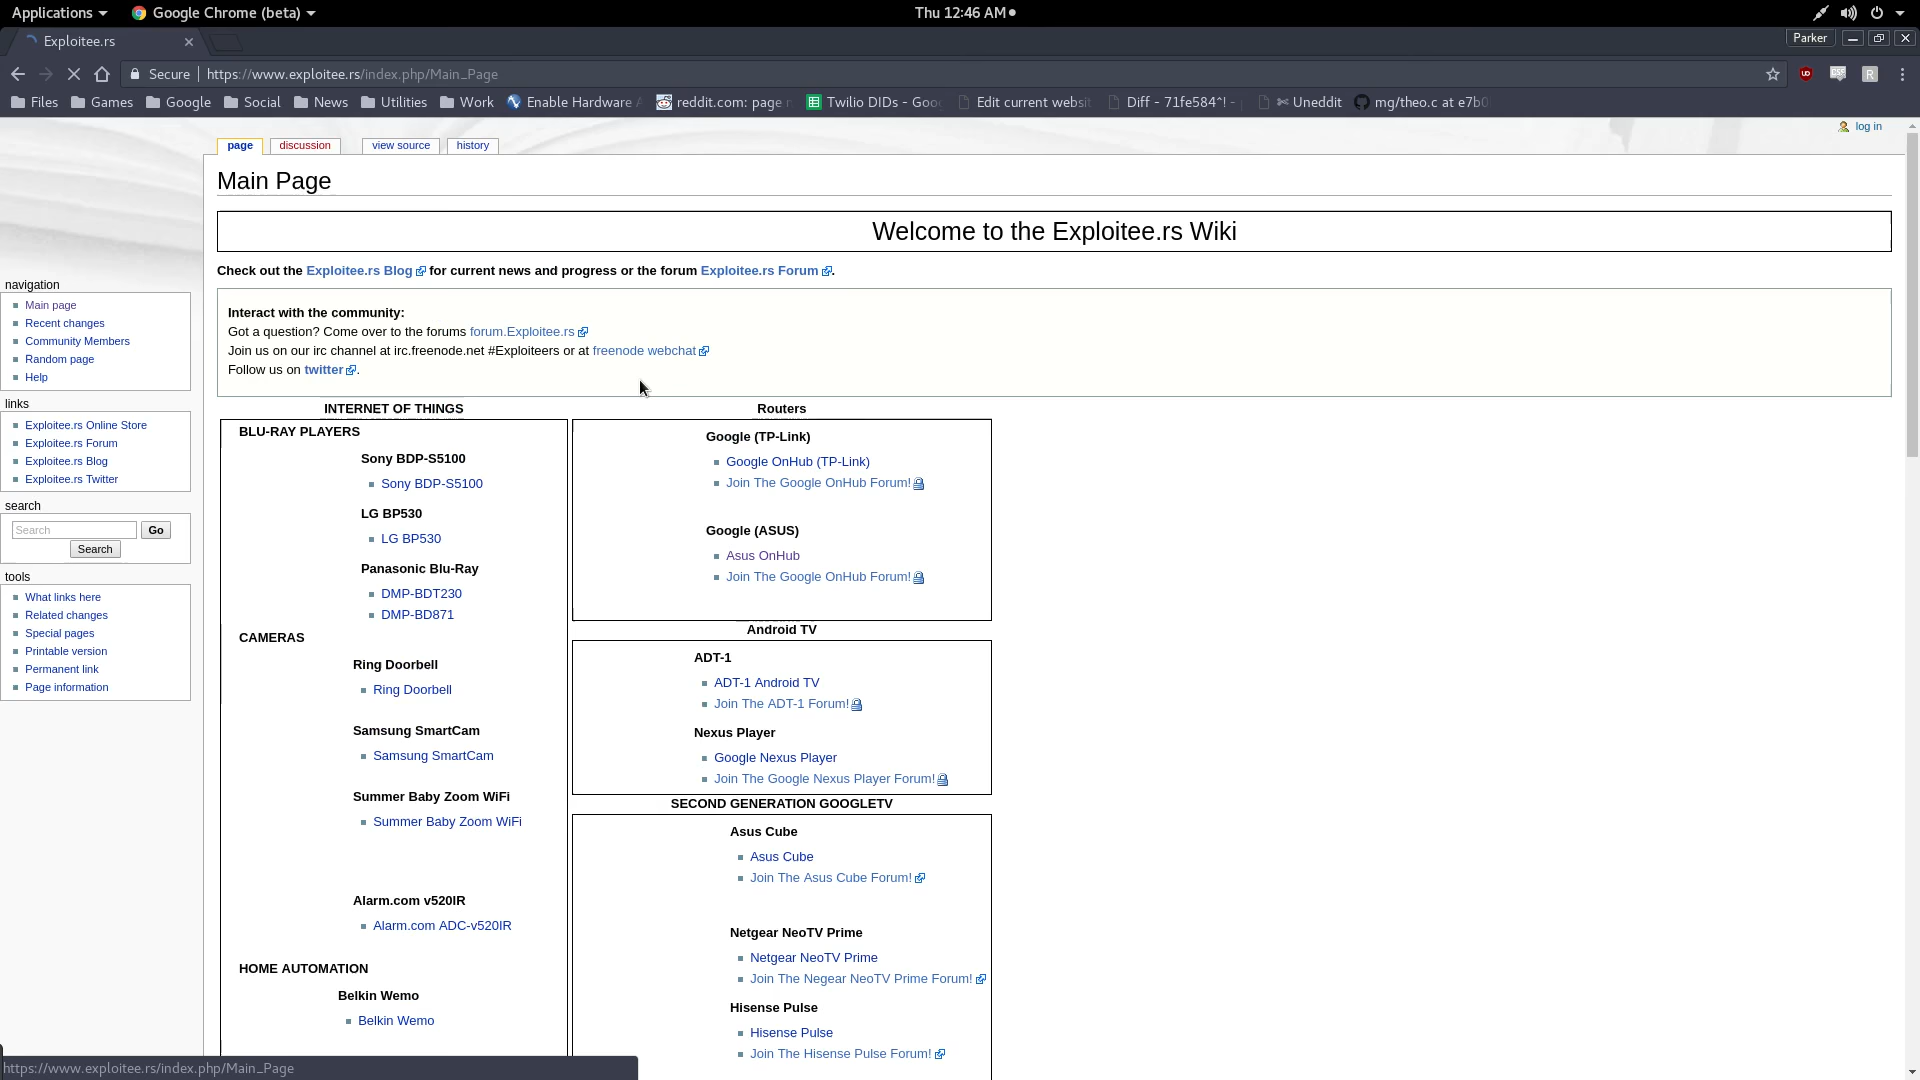 Applications
Google Chrome (beta)
Thu 12:46 AM
Exploitee.rs
Parker
Secure
https://www.exploitee.rs/index.php/Main_Page
Files
Games
Google
Social
News
Utilities
Work
Enable Hardware
reddit.com: page
Twilio DIDs - Goo
Edit current websit
Diff - 71fe584^! -
Uneddit
mg/theo.c at e7b0
log in
page
discussion
view source
history
Main Page
Welcome to the Exploitee.rs Wiki
Check out the Exploitee.rs Blog for current news and progress or the forum Exploitee.rs Forum.
Interact with the community:
Got a question? Come over to the forums forum.Exploitee.rs
Join us on our irc channel at irc.freenode.net #Exploiteers or at freenode webchat
Follow us on twitter.
navigation
Main page
Recent changes
Community Members
Random page
Help
links
Exploitee.rs Online Store
Exploitee.rs Forum
Exploitee.rs Blog
Exploitee.rs Twitter
search
Search
Go
Search
tools
What links here
Related changes
Special pages
Printable version
Permanent link
Page information
INTERNET OF THINGS
BLU-RAY PLAYERS
Sony BDP-S5100
Sony BDP-S5100
LG BP530
LG BP530
Panasonic Blu-Ray
DMP-BDT230
DMP-BD871
CAMERAS
Ring Doorbell
Ring Doorbell
Samsung SmartCam
Samsung SmartCam
Summer Baby Zoom WiFi
Summer Baby Zoom WiFi
Alarm.com v520IR
Alarm.com ADC-v520IR
HOME AUTOMATION
Belkin Wemo
Belkin Wemo
Routers
Google (TP-Link)
Google OnHub (TP-Link)
Join The Google OnHub Forum!
Google (ASUS)
Asus OnHub
Join The Google OnHub Forum!
Android TV
ADT-1
ADT-1 Android TV
Join The ADT-1 Forum!
Nexus Player
Google Nexus Player
Join The Google Nexus Player Forum!
SECOND GENERATION GOOGLETV
Asus Cube
Asus Cube
Join The Asus Cube Forum!
Netgear NeoTV Prime
Netgear NeoTV Prime
Join The Negear NeoTV Prime Forum!
Hisense Pulse
Hisense Pulse
Join The Hisense Pulse Forum!
https://www.exploitee.rs/index.php/Main_Page